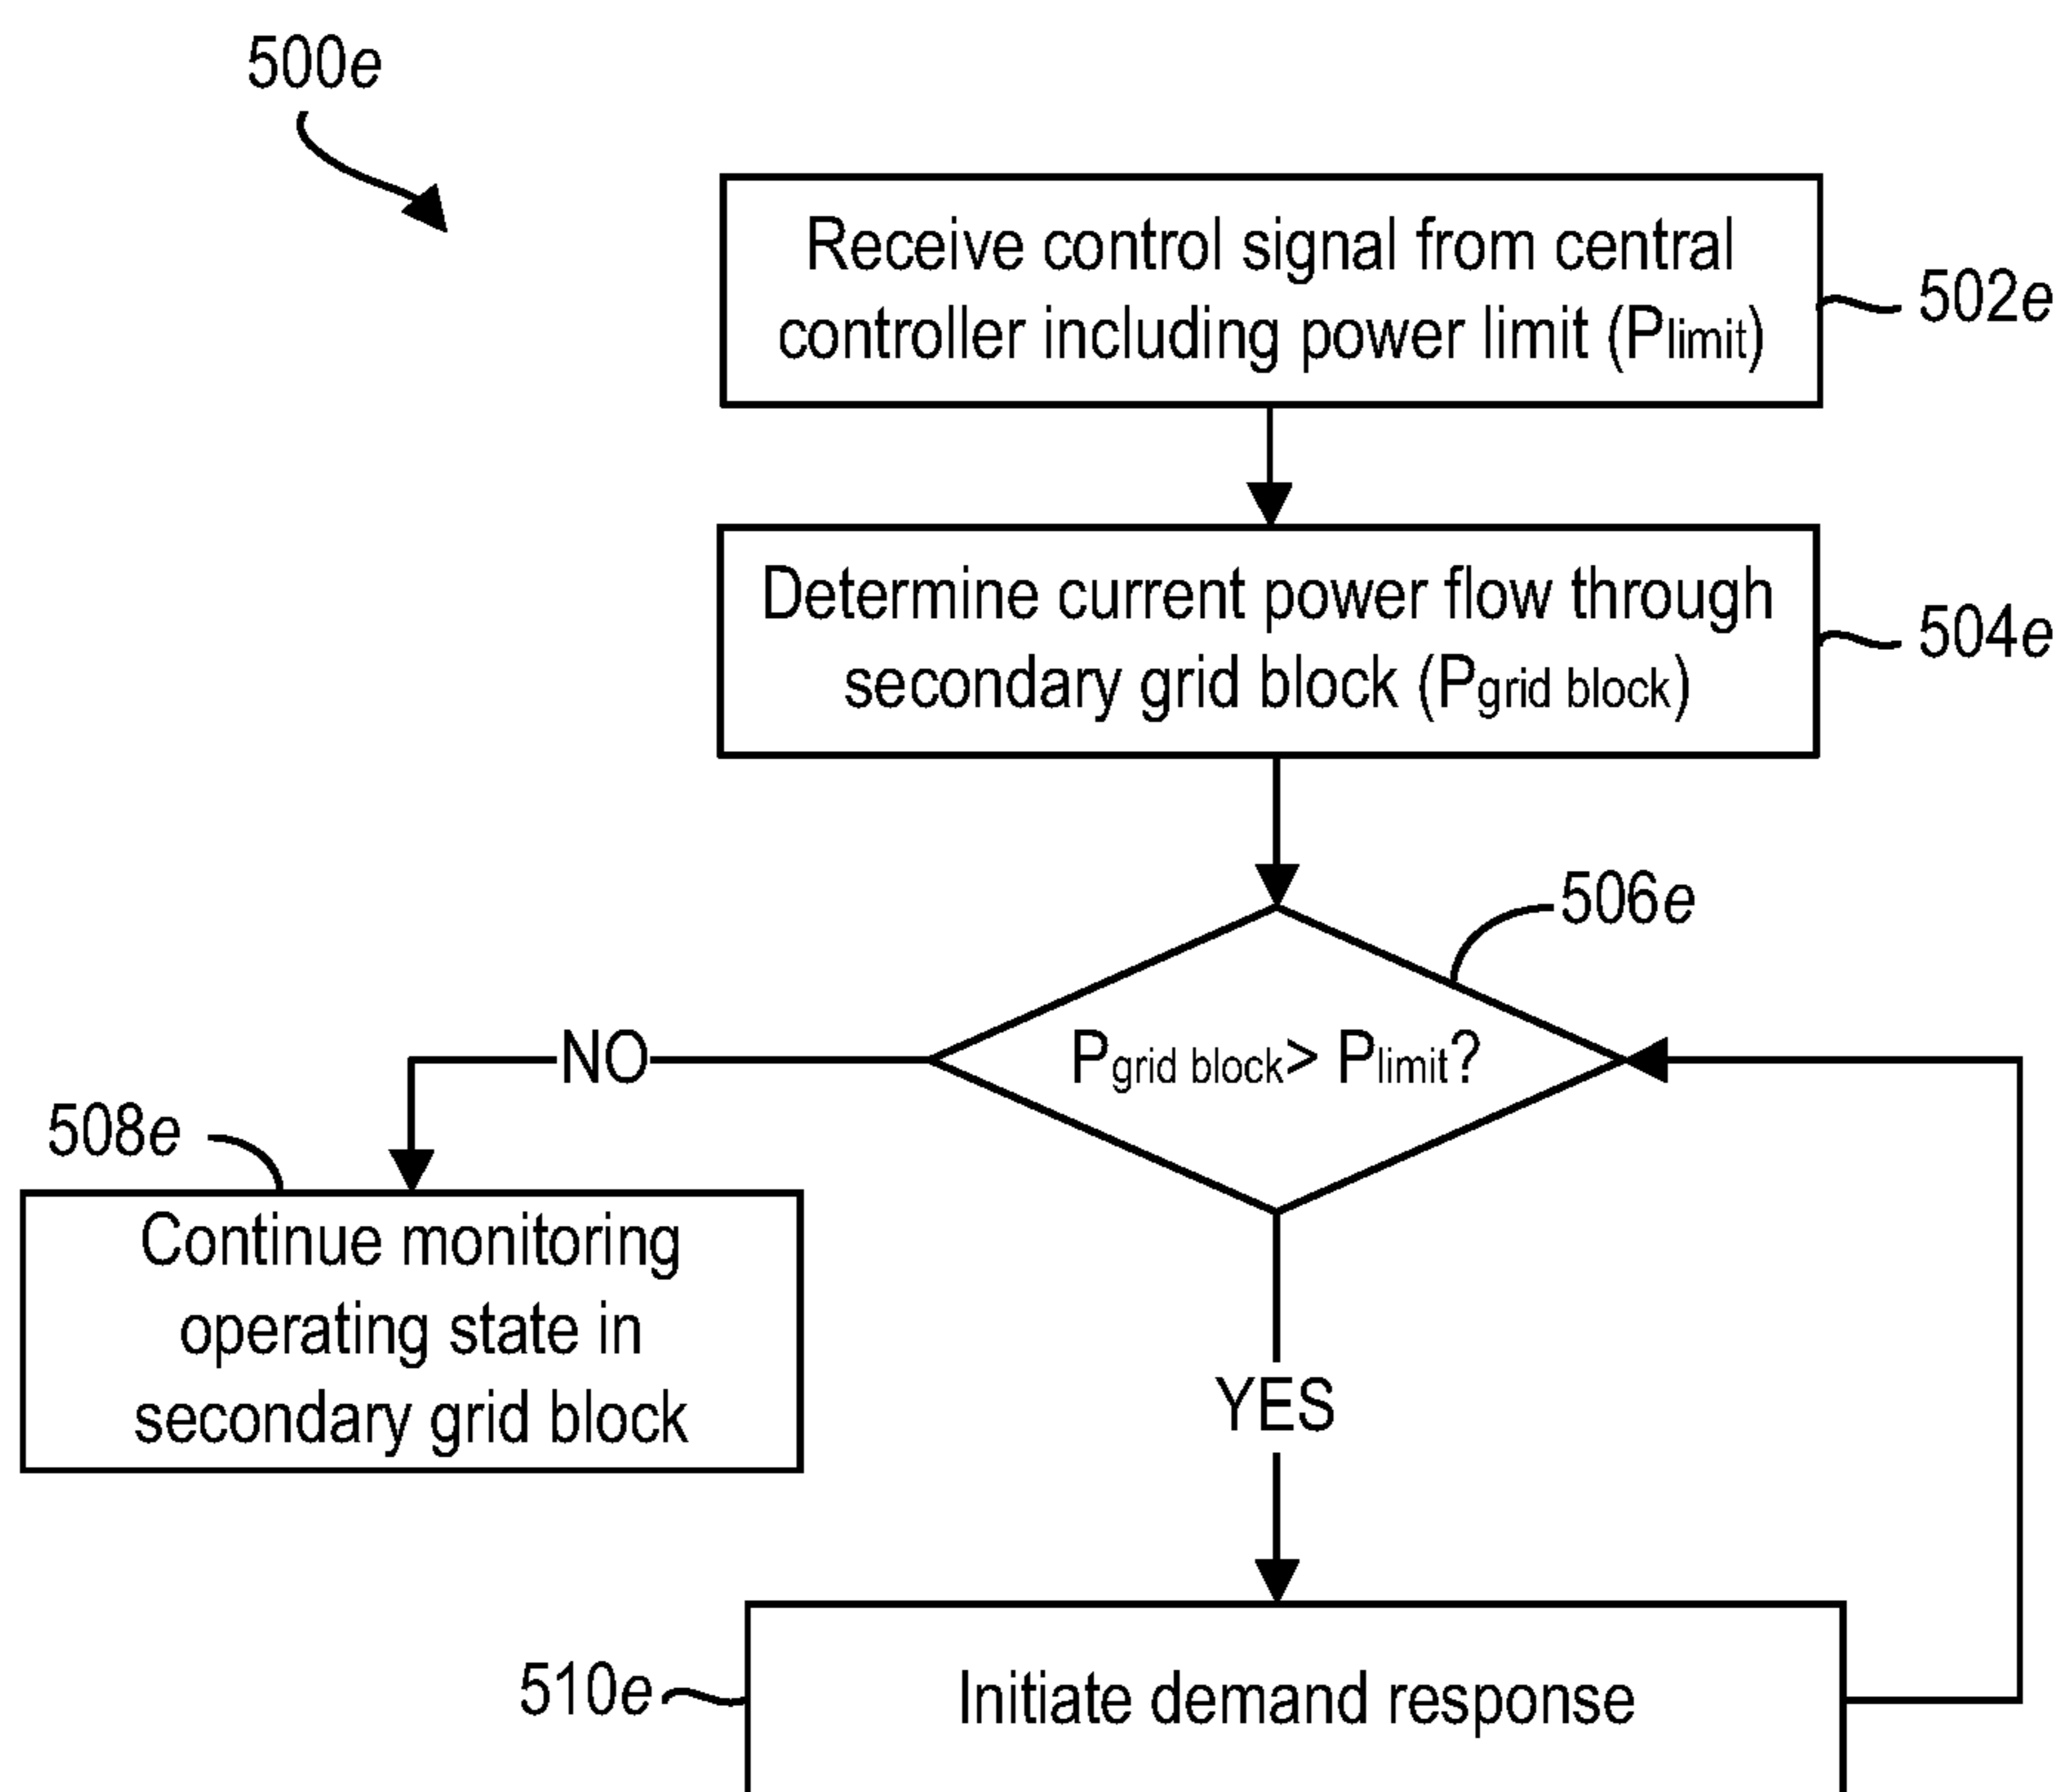 500e
Receive control signal from central
controller including power limit (Plimit)
502e
Determine current power flow through
secondary grid block (Pgrid block)
504e
506e
Pgrid block> Plimit?
NO
508e
Continue monitoring
operating state in
secondary grid block
YES
510e
Initiate demand response